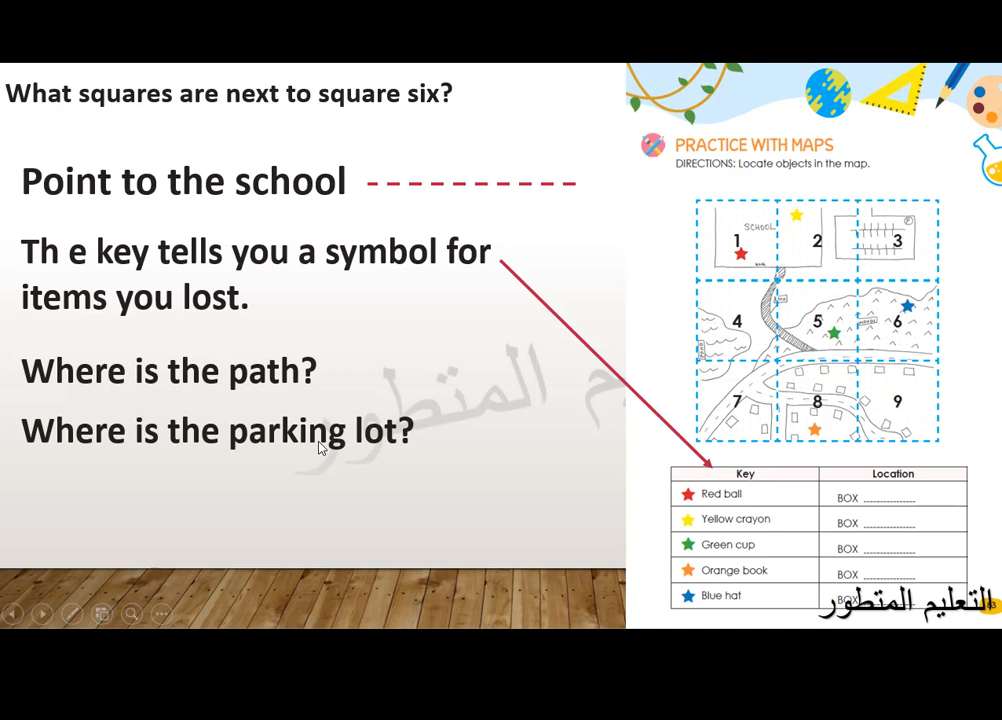 What squares are next to square six?
Point to the school
Th e key tells you a symbol for
items you lost.
Where is the path?
Where is the parking lot?
PRACTICE WITH MAPS
DIRECTIONS: Locate objects in the map.
SCHOOL
P
1 2 3
4 5 6
7 8 9
Key Location
Red ball BOX
Yellow crayon BOX
Green cup BOX
Orange book BOX
Blue hat BOX
التعليم المتطور